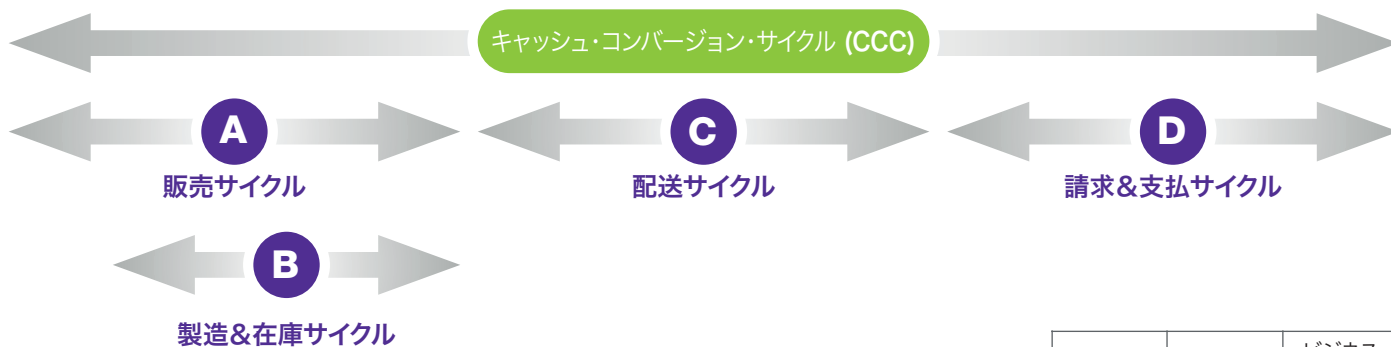 キャッシュ・コンバージョン・サイクル (CCC)
A
C
D
販売サイクル
配送サイクル
請求&支払サイクル
B
製造&在庫サイクル